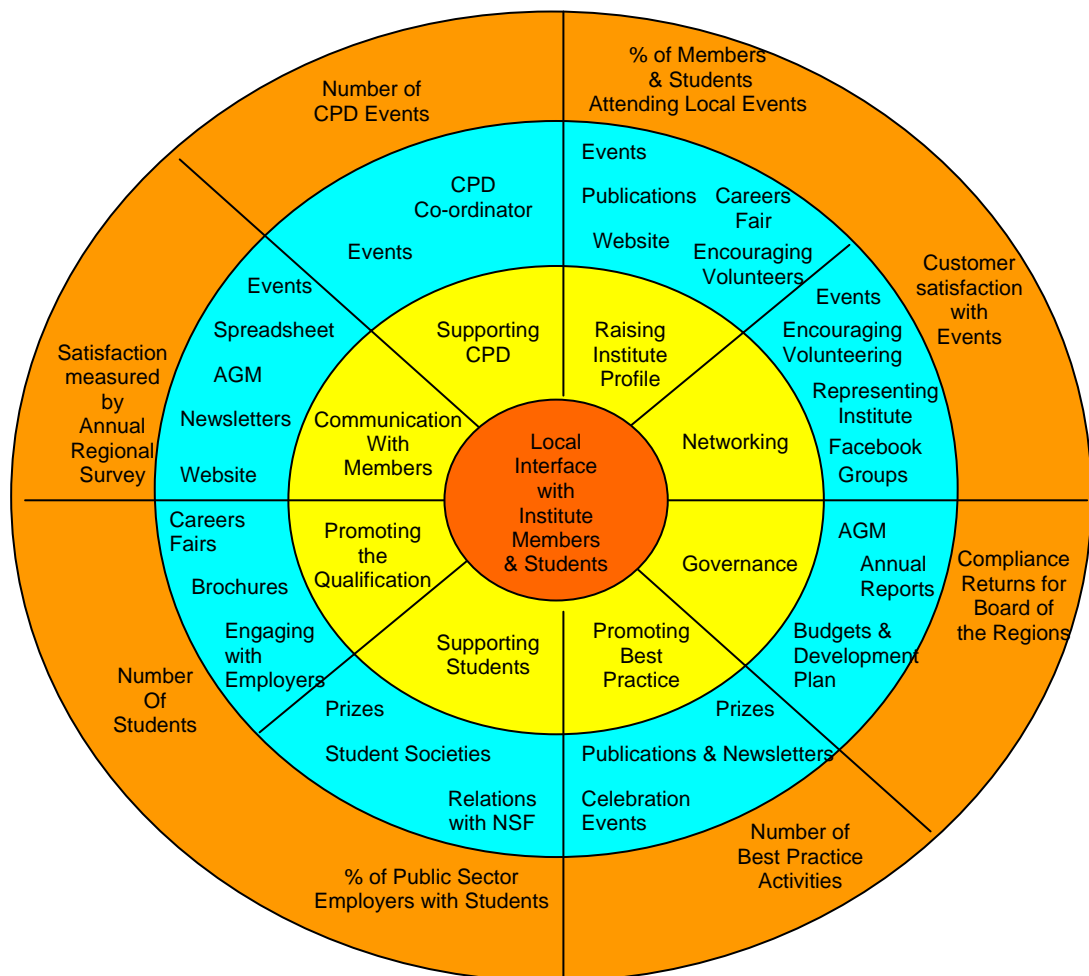 % of Members
& Students
Attending Local Events
Number of
CPD Events
Customer
satisfaction
with
Events
Compliance
Returns for
Board of
the Regions
Number of
Best Practice
Activities
% of Public Sector
Employers with Students
Number
Of
Students
Satisfaction
measured
by
Annual
Regional
Survey
Events
Publications
Careers
Fair
Website
Encouraging
Volunteers
Events
Encouraging
Volunteering
Representing
Institute
Facebook
Groups
AGM
Annual
Reports
Budgets &
Development
Plan
Prizes
Publications & Newsletters
Celebration
Events
Prizes
Student Societies
Relations
with NSF
Careers
Fairs
Brochures
Engaging
with
Employers
Events
Spreadsheet
AGM
Newsletters
Website
CPD
Co-ordinator
Events
Raising
Institute
Profile
Networking
Governance
Promoting
Best
Practice
Supporting
Students
Promoting
the
Qualification
Communication
With
Members
Supporting
CPD
Local
Interface
with
Institute
Members
& Students